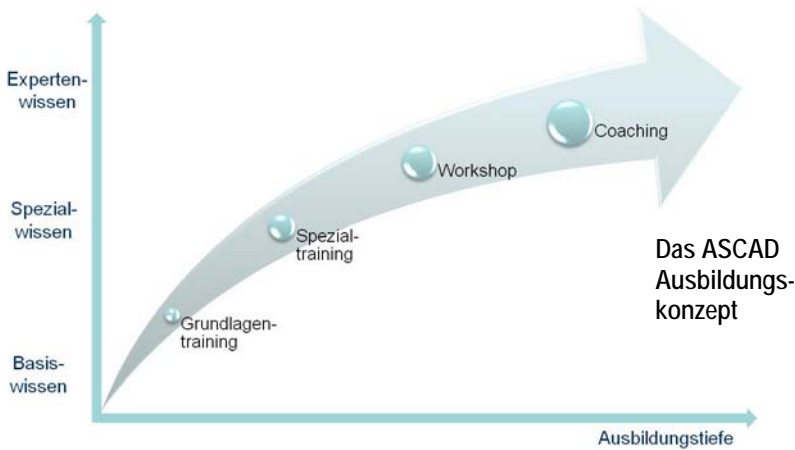 Experten-
wissen
Spezial-
wissen
Basis-
wissen
Coaching
Workshop
Spezial-
training
Grundlagen-
training
Das ASCAD
Ausbildungs-
konzept
Ausbildungstiefe